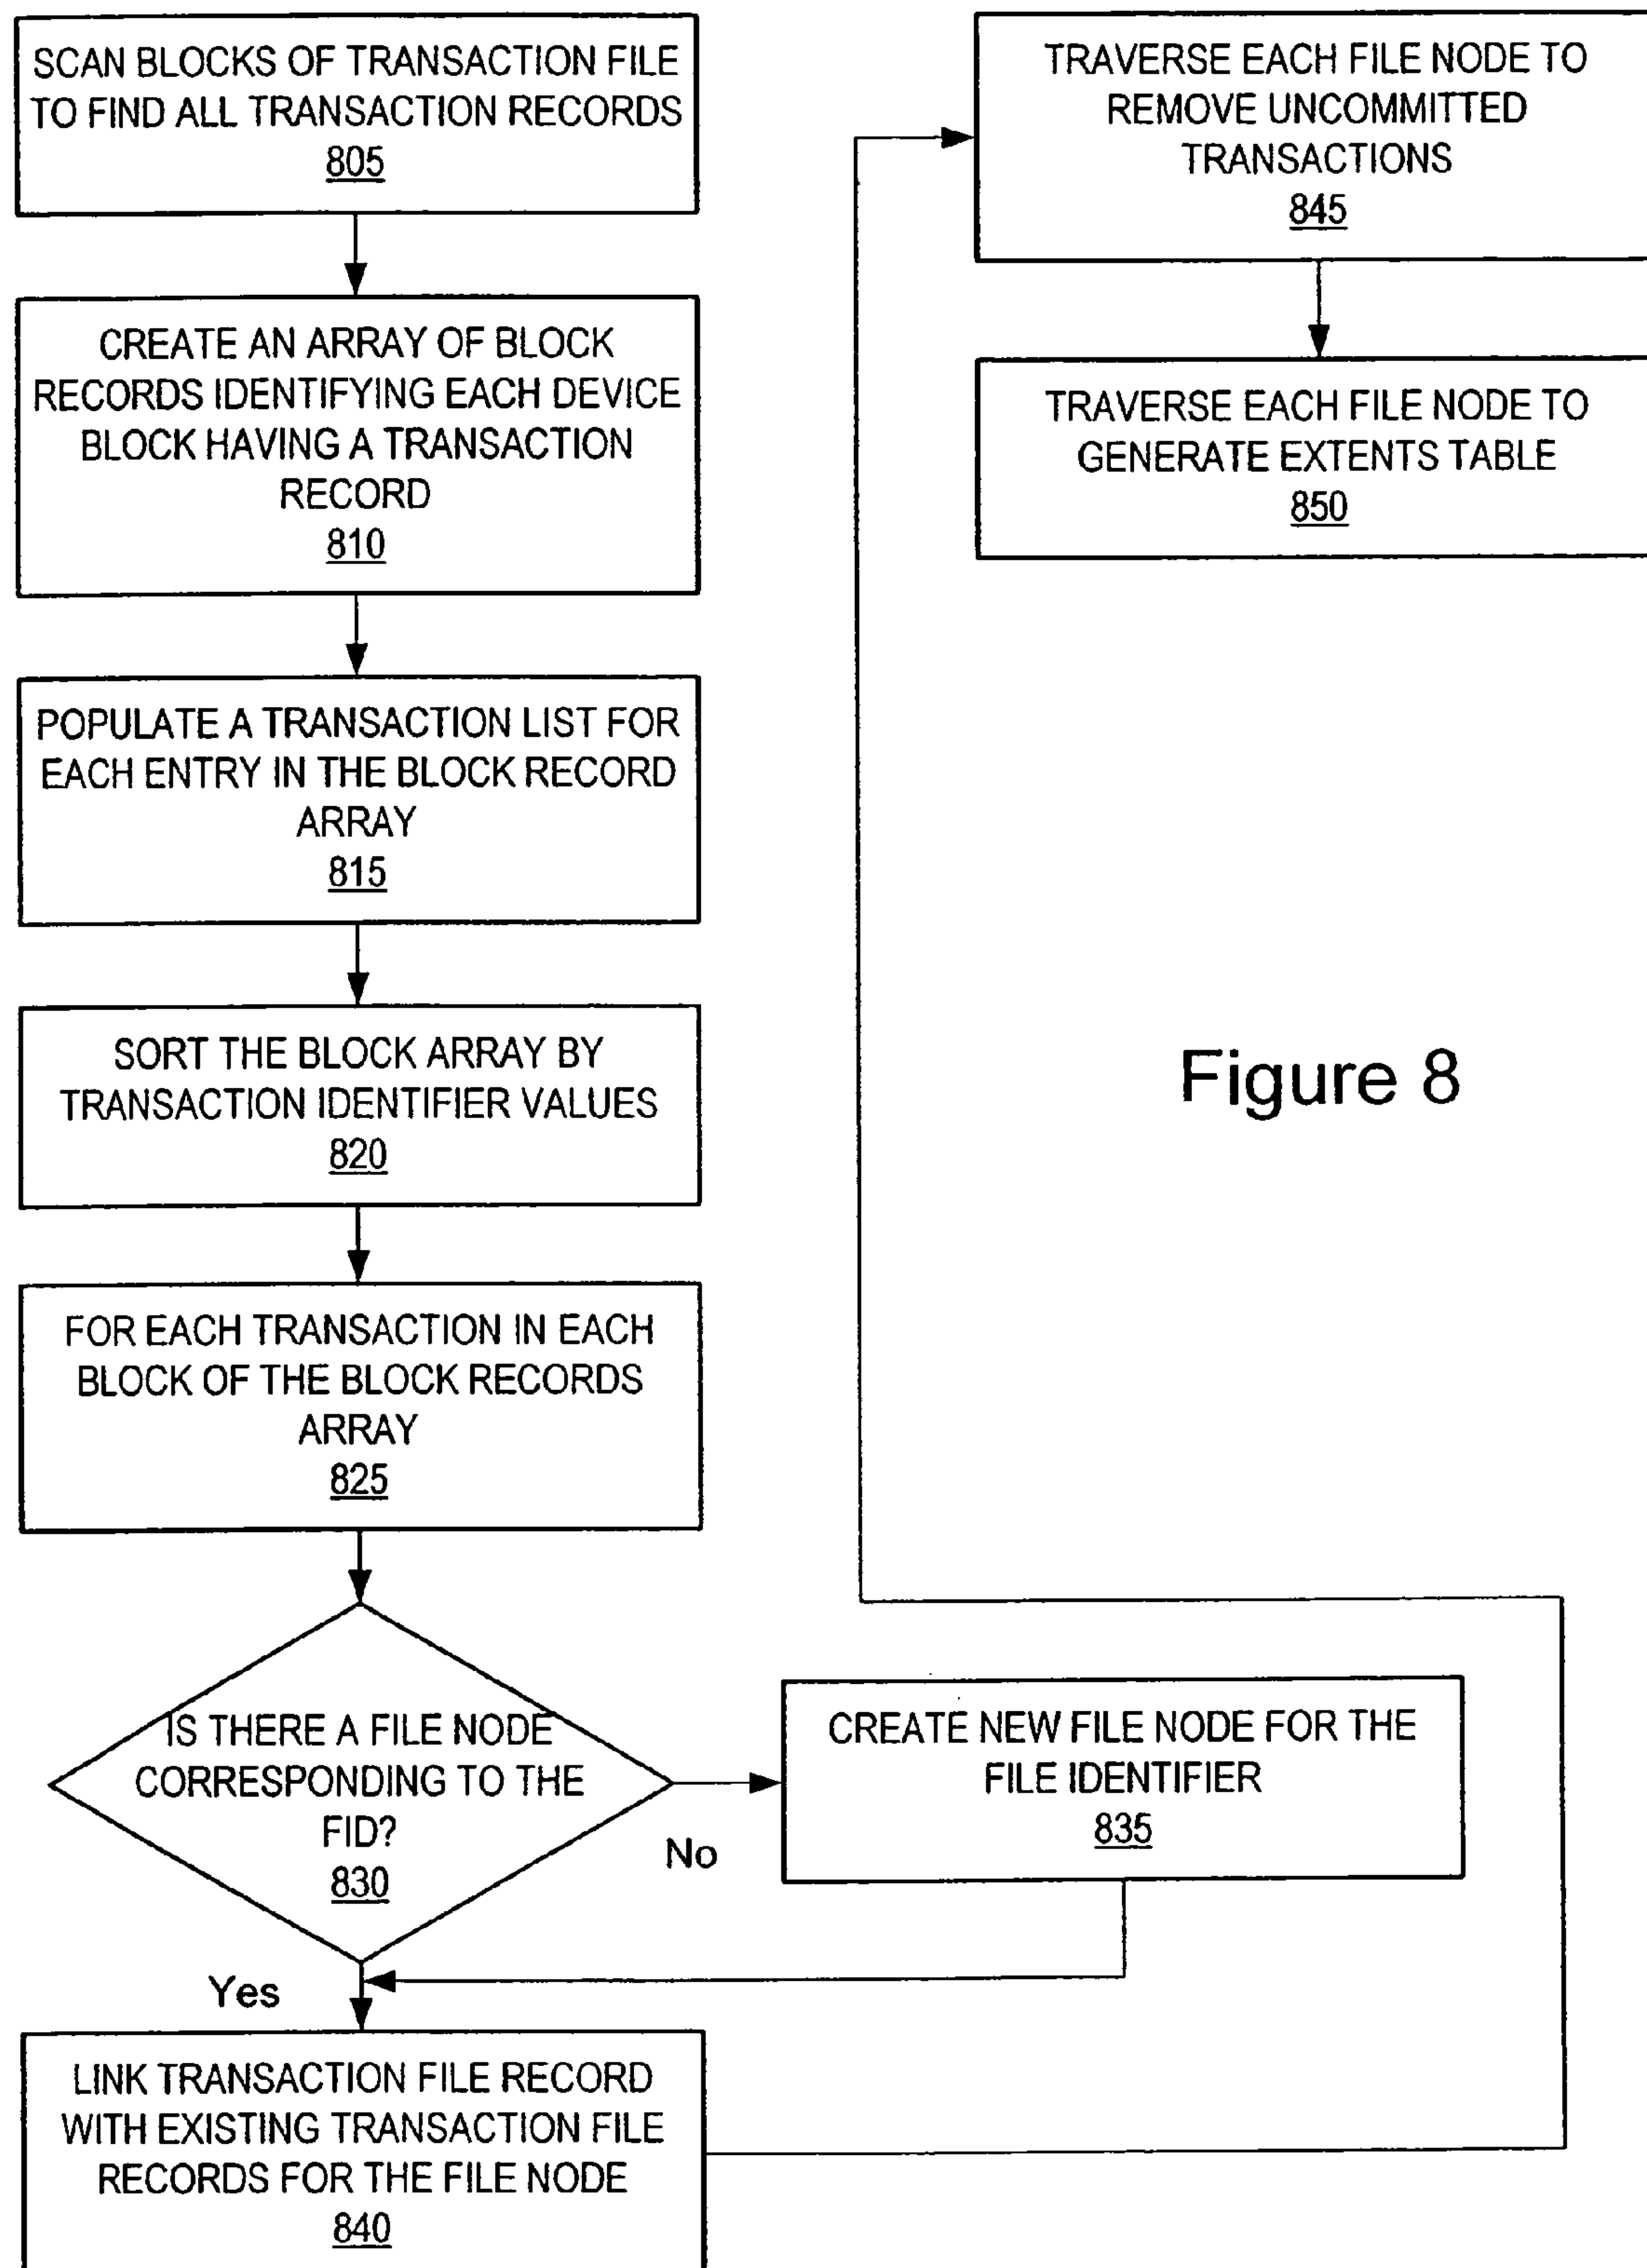 SCAN BLOCKS OF TRANSACTION FILE
TO FIND ALL TRANSACTION RECORDS
805
CREATE AN ARRAY OF BLOCK
RECORDS IDENTIFYING EACH DEVICE
BLOCK HAVING A TRANSACTION
RECORD
810
POPULATE A TRANSACTION LIST FOR
EACH ENTRY IN THE BLOCK RECORD
ARRAY
815
SORT THE BLOCK ARRAY BY
TRANSACTION IDENTIFIER VALUES
820
FOR EACH TRANSACTION IN EACH
BLOCK OF THE BLOCK RECORDS
ARRAY
825
IS THERE A FILE NODE
CORRESPONDING TO THE
FID?
830
No
CREATE NEW FILE NODE FOR THE
FILE IDENTIFIER
835
Yes
LINK TRANSACTION FILE RECORD
WITH EXISTING TRANSACTION FILE
RECORDS FOR THE FILE NODE
840
TRAVERSE EACH FILE NODE TO
REMOVE UNCOMMITTED
TRANSACTIONS
845
TRAVERSE EACH FILE NODE TO
GENERATE EXTENTS TABLE
850
Figure 8